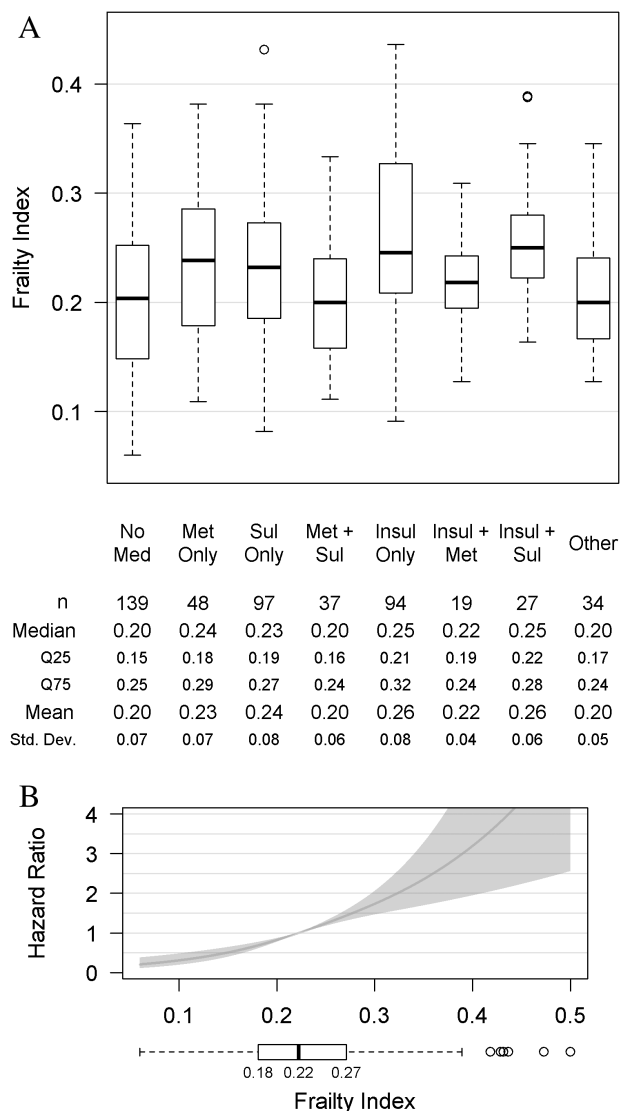 A
0.4
0.3
0.2
0.1
Frailty Index
No Med Met Only Sul Only Met + Sul Insul Only Insul + Met Insul + Sul Other
n 139 48 97 37 94 19 27 34
Median 0.20 0.24 0.23 0.20 0.25 0.22 0.25 0.20
Q25 0.15 0.18 0.19 0.16 0.21 0.19 0.22 0.17
Q75 0.25 0.29 0.27 0.24 0.32 0.24 0.28 0.24
Mean 0.20 0.23 0.24 0.20 0.26 0.22 0.26 0.20
Std. Dev. 0.07 0.07 0.08 0.06 0.08 0.04 0.06 0.05
B
4
3
2
1
0
Hazard Ratio
0.1 0.2 0.3 0.4 0.5
0.18 0.22 0.27
Frailty Index